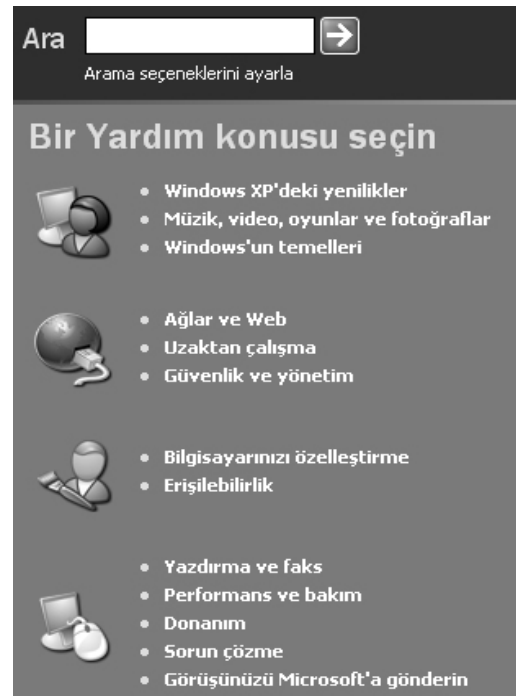 Ara
Arama seçeneklerini ayarla
Bir Yardım konusu seçin
Windows XP'deki yenilikler
Müzik, video, oyunlar ve fotoğraflar
Windows'un temelleri
Ağlar ve Web
Uzaktan çalışma
Güvenlik ve yönetim
Bilgisayarınızı özelleştirme
Erişilebilirlik
Yazdırma ve faks
Performans ve bakım
Donanım
Sorun çözme
Görüşünüzü Microsoft'a gönderin